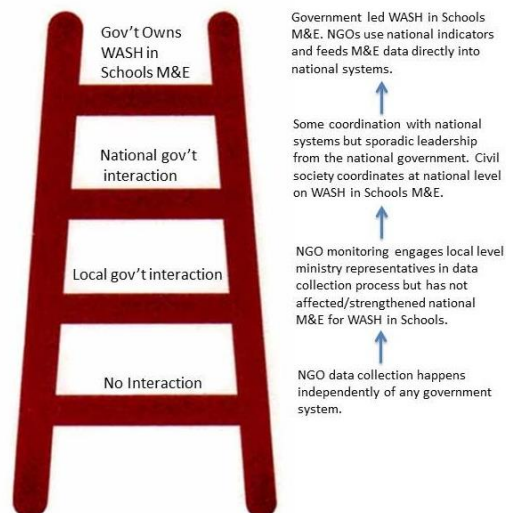 Gov't Owns
WASH in
Schools M&E
Government led WASH in Schools
M&E. NGOs use national indicators
and feeds M&E data directly into
national systems.
National gov't
interaction
Some coordination with national
systems but sporadic leadership
from the national government. Civil
society coordinates at national level
on WASH in Schools M&E.
Local gov't interaction
NGO monitoring engages local level
ministry representatives in data
collection process but has not
affected/strengthened national
M&E for WASH in Schools.
No Interaction
NGO data collection happens
independently of any government
system.